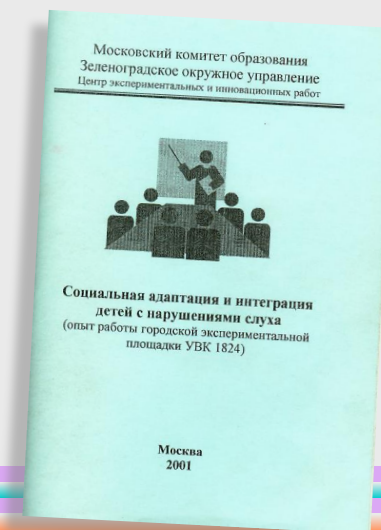 Московский комитет образования
Зеленоградское окружное управление
Центр экспериментальных и инновационных работ
Социальная адаптация и интеграция
детей с нарушениями слуха
(опыт работы городской экспериментальной
площадки УВК 1824)
Москва
2001